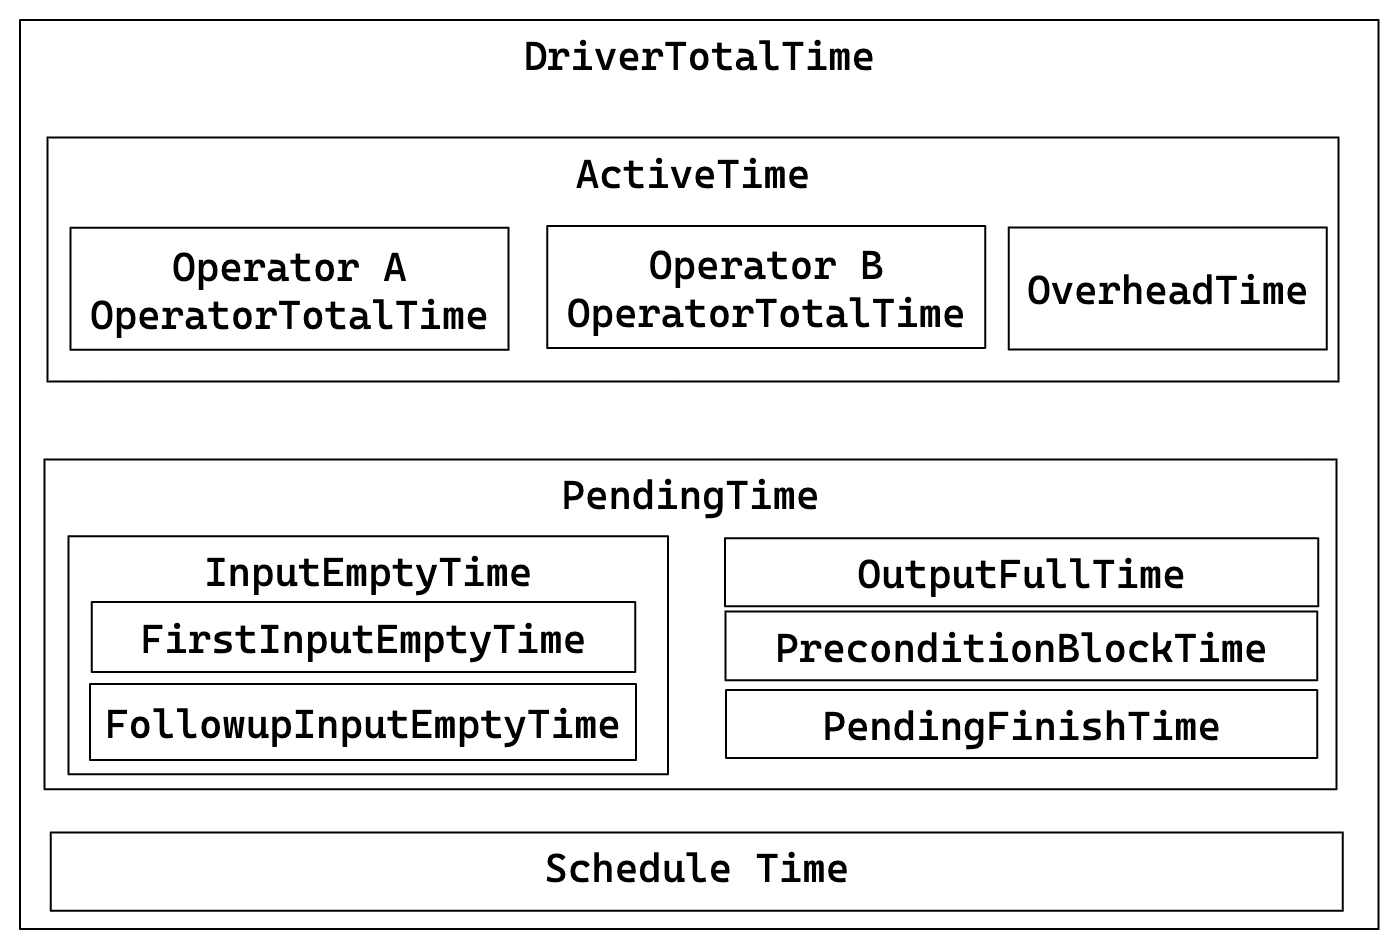 DriverTotalTime
ActiveTime
Operator A
OperatorTotalTime
Operator B
OperatorTotalTime
OverheadTime
PendingTime
InputEmptyTime
FirstInputEmptyTime
FollowupInputEmptyTime
OutputFullTime
PreconditionBlockTime
PendingFinishTime
Schedule Time